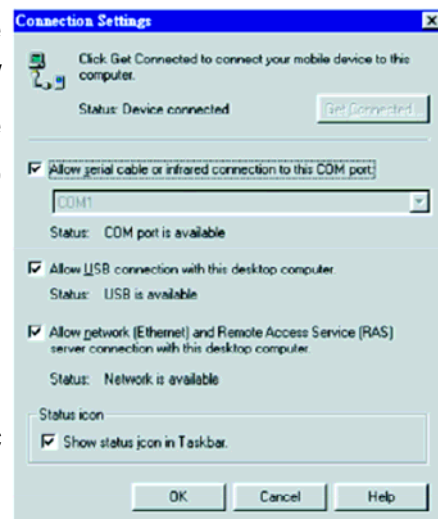 Connection Settings
Click Get Connected to connect your mobile device to this
computer.
Status: Device connected
Get Connected...
Allow serial cable or infrared connection to this COM port:
COM1
Status: COM port is available
Allow USB connection with this desktop computer.
Status: USB is available
Allow network (Ethernet) and Remote Access Service (RAS)
server connection with this desktop computer.
Status: Network is available
Status icon
Show status icon in Taskbar.
OK
Cancel
Help